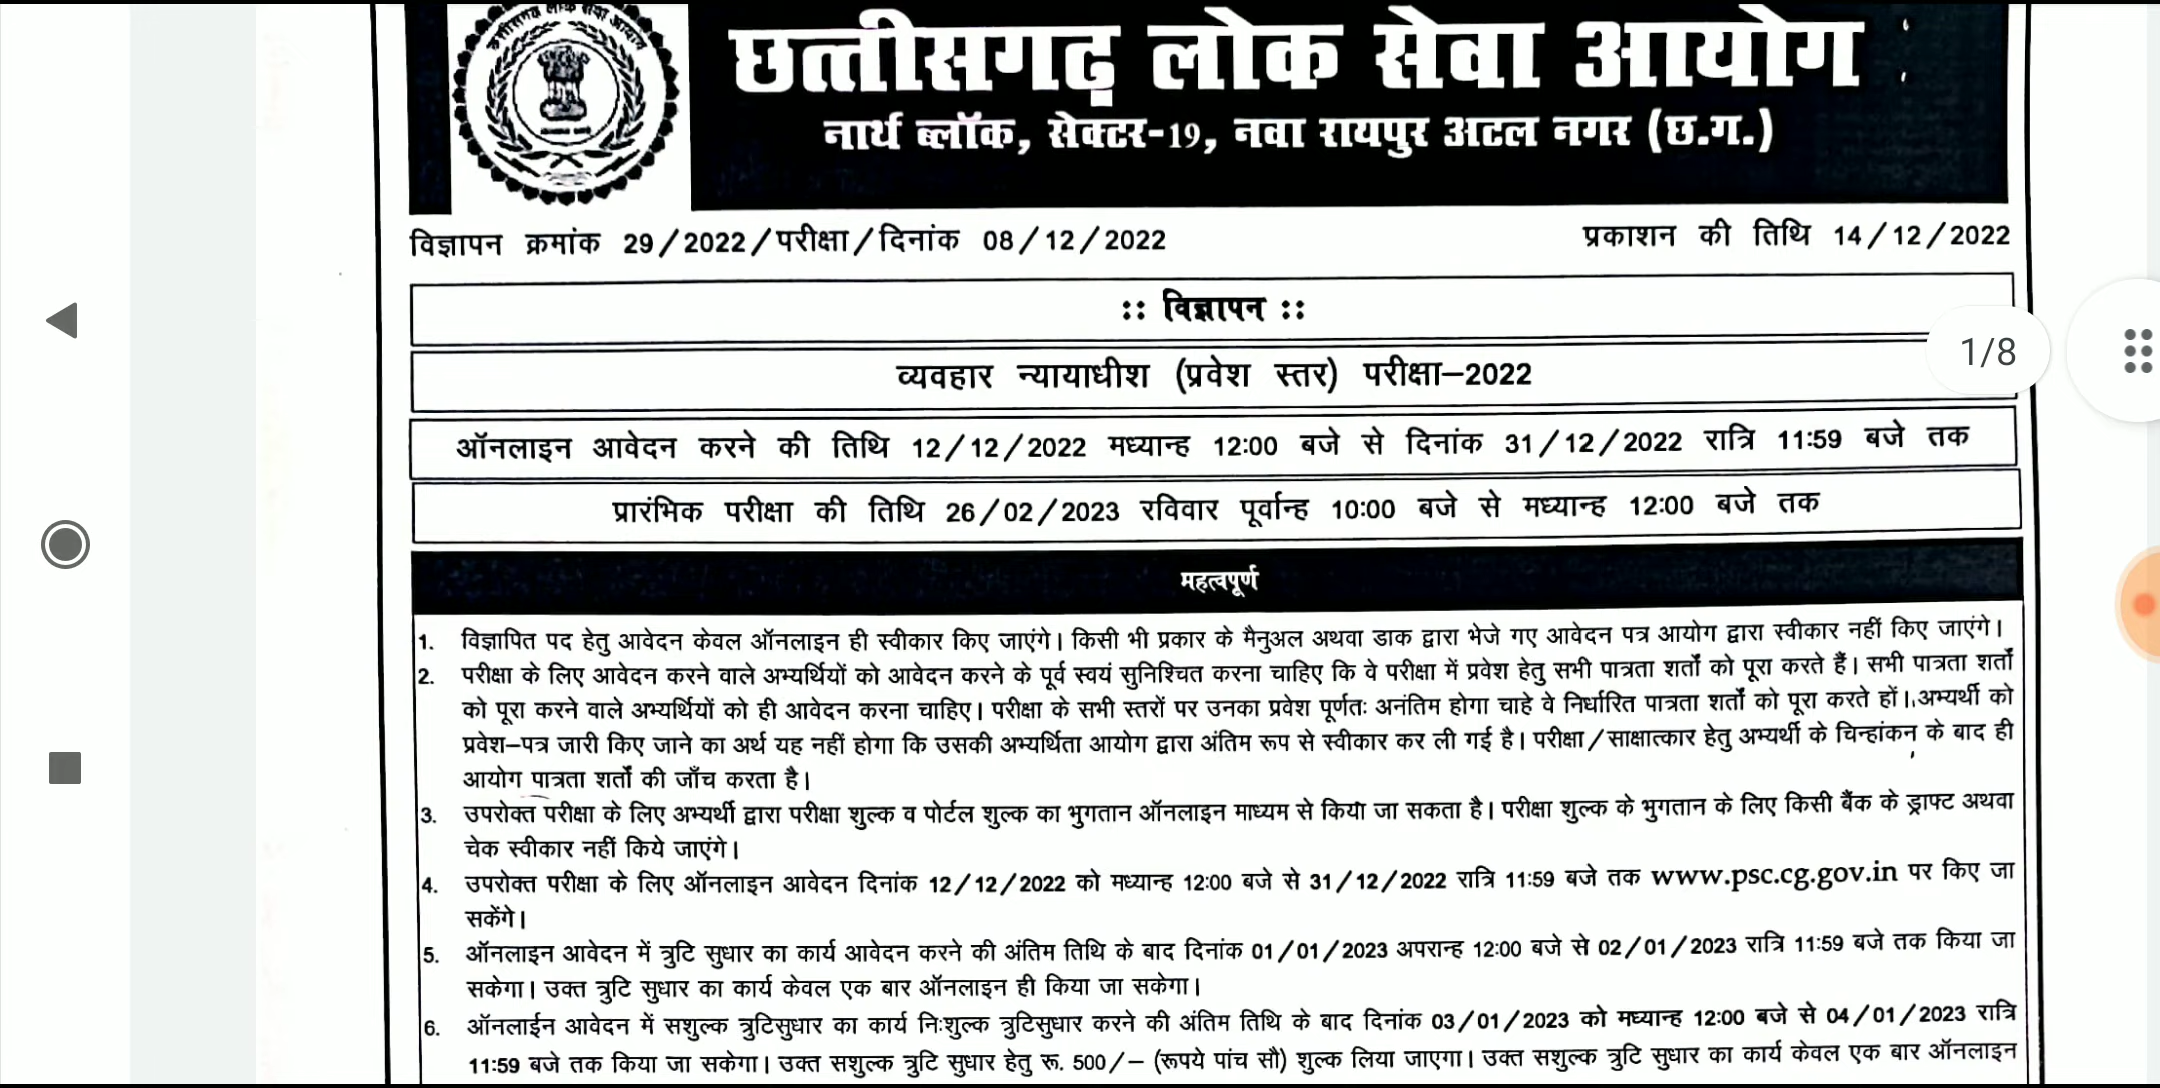 छत्तीसगढ़ लोक सेवा आयोग
छत्तीसगढ़ लोक सेवा आयोग
नार्थ ब्लॉक, सेक्टर-19, नवा रायपुर अटल नगर (छ.ग.)
विज्ञापन क्रमांक 29/2022/परीक्षा/दिनांक 08/12/2022 प्रकाशन की तिथि 14/12/2022
:: विज्ञापन ::
1/8
व्यवहार न्यायाधीश (प्रवेश स्तर) परीक्षा–2022
ऑनलाइन आवेदन करने की तिथि 12/12/2022 मध्यान्ह 12:00 बजे से दिनांक 31/12/2022 रात्रि 11:59 बजे तक
प्रारंभिक परीक्षा की तिथि 26/02/2023 रविवार पूर्वान्ह 10:00 बजे से मध्यान्ह 12:00 बजे तक
महत्वपूर्ण
1. विज्ञापित पद हेतु आवेदन केवल ऑनलाइन ही स्वीकार किए जाएंगे। किसी भी प्रकार के मैनुअल अथवा डाक द्वारा भेजे गए आवेदन पत्र आयोग द्वारा स्वीकार नहीं किए जाएंगे।
2. परीक्षा के लिए आवेदन करने वाले अभ्यर्थियों को आवेदन करने के पूर्व स्वयं सुनिश्चित करना चाहिए कि वे परीक्षा में प्रवेश हेतु सभी पात्रता शर्तों को पूरा करते हैं। सभी पात्रता शर्तों
को पूरा करने वाले अभ्यर्थियों को ही आवेदन करना चाहिए। परीक्षा के सभी स्तरों पर उनका प्रवेश पूर्णतः अनंतिम होगा चाहे वे निर्धारित पात्रता शर्तों को पूरा करते हों। अभ्यर्थी को
प्रवेश–पत्र जारी किए जाने का अर्थ यह नहीं होगा कि उसकी अभ्यर्थिता आयोग द्वारा अंतिम रूप से स्वीकार कर ली गई है। परीक्षा/साक्षात्कार हेतु अभ्यर्थी के चिन्हांकन के बाद ही
आयोग पात्रता शर्तों की जाँच करता है।
3. उपरोक्त परीक्षा के लिए अभ्यर्थी द्वारा परीक्षा शुल्क व पोर्टल शुल्क का भुगतान ऑनलाइन माध्यम से किया जा सकता है। परीक्षा शुल्क के भुगतान के लिए किसी बैंक के ड्राफ्ट अथवा
चेक स्वीकार नहीं किये जाएंगे।
4. उपरोक्त परीक्षा के लिए ऑनलाइन आवेदन दिनांक 12/12/2022 को मध्यान्ह 12:00 बजे से 31/12/2022 रात्रि 11:59 बजे तक www.psc.cg.gov.in पर किए जा
सकेंगे।
5. ऑनलाइन आवेदन में त्रुटि सुधार का कार्य आवेदन करने की अंतिम तिथि के बाद दिनांक 01/01/2023 अपरान्ह 12:00 बजे से 02/01/2023 रात्रि 11:59 बजे तक किया जा
सकेगा। उक्त त्रुटि सुधार का कार्य केवल एक बार ऑनलाइन ही किया जा सकेगा।
6. ऑनलाईन आवेदन में सशुल्क त्रुटिसुधार का कार्य निःशुल्क त्रुटिसुधार करने की अंतिम तिथि के बाद दिनांक 03/01/2023 को मध्यान्ह 12:00 बजे से 04/01/2023 रात्रि
11:59 बजे तक किया जा सकेगा। उक्त सशुल्क त्रुटि सुधार हेतु रू. 500/– (रूपये पांच सौ) शुल्क लिया जाएगा। उक्त सशुल्क त्रुटि सुधार का कार्य केवल एक बार ऑनलाइन